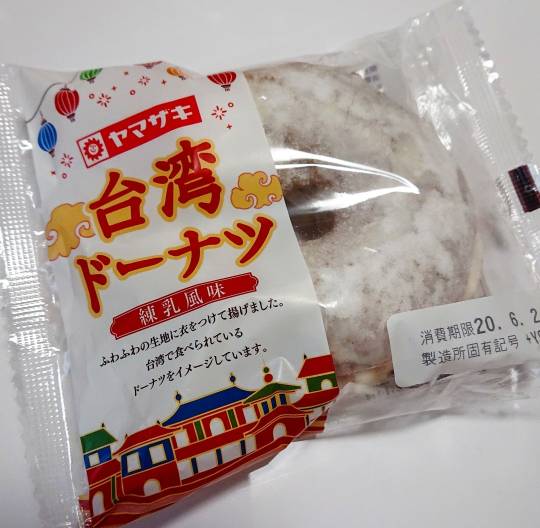 ヤマザキ
台湾
ドーナツ
練乳風味
ふわふわの生地に衣をつけて揚げました。
台湾で食べられている
ドーナツをイメージしています。
消費期限20.6.2
製造所固有記号